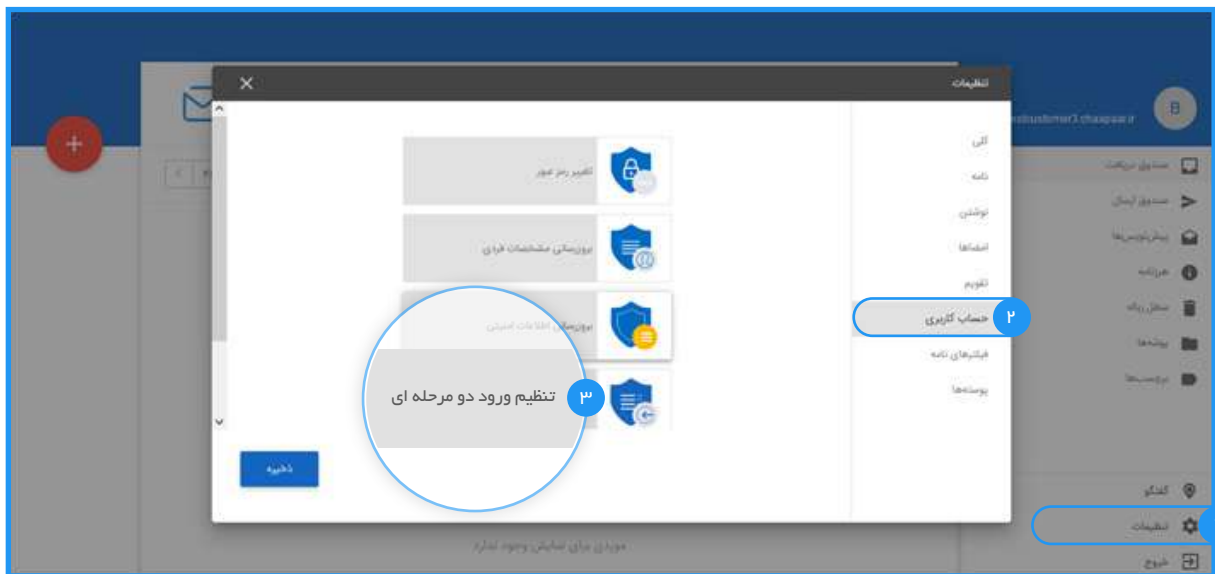 تنظیمات
B
کلی
نامه
نوشتن
امضاها
تقویم
۲
حساب کاربری
فیلترهای نامه
پوسته‌ها
تغییر رمز عبور
بروزرسانی مشخصات فردی
بروزرسانی اطلاعات امنیتی
۳
تنظیم ورود دو مرحله ای
ذخیره
صندوق دریافت
صندوق ارسال
پیش‌نویس‌ها
هرزنامه
سطل زباله
پوشه‌ها
برچسب‌ها
گفتگو
تنظیمات
خروج
موردی برای نمایش وجود ندارد